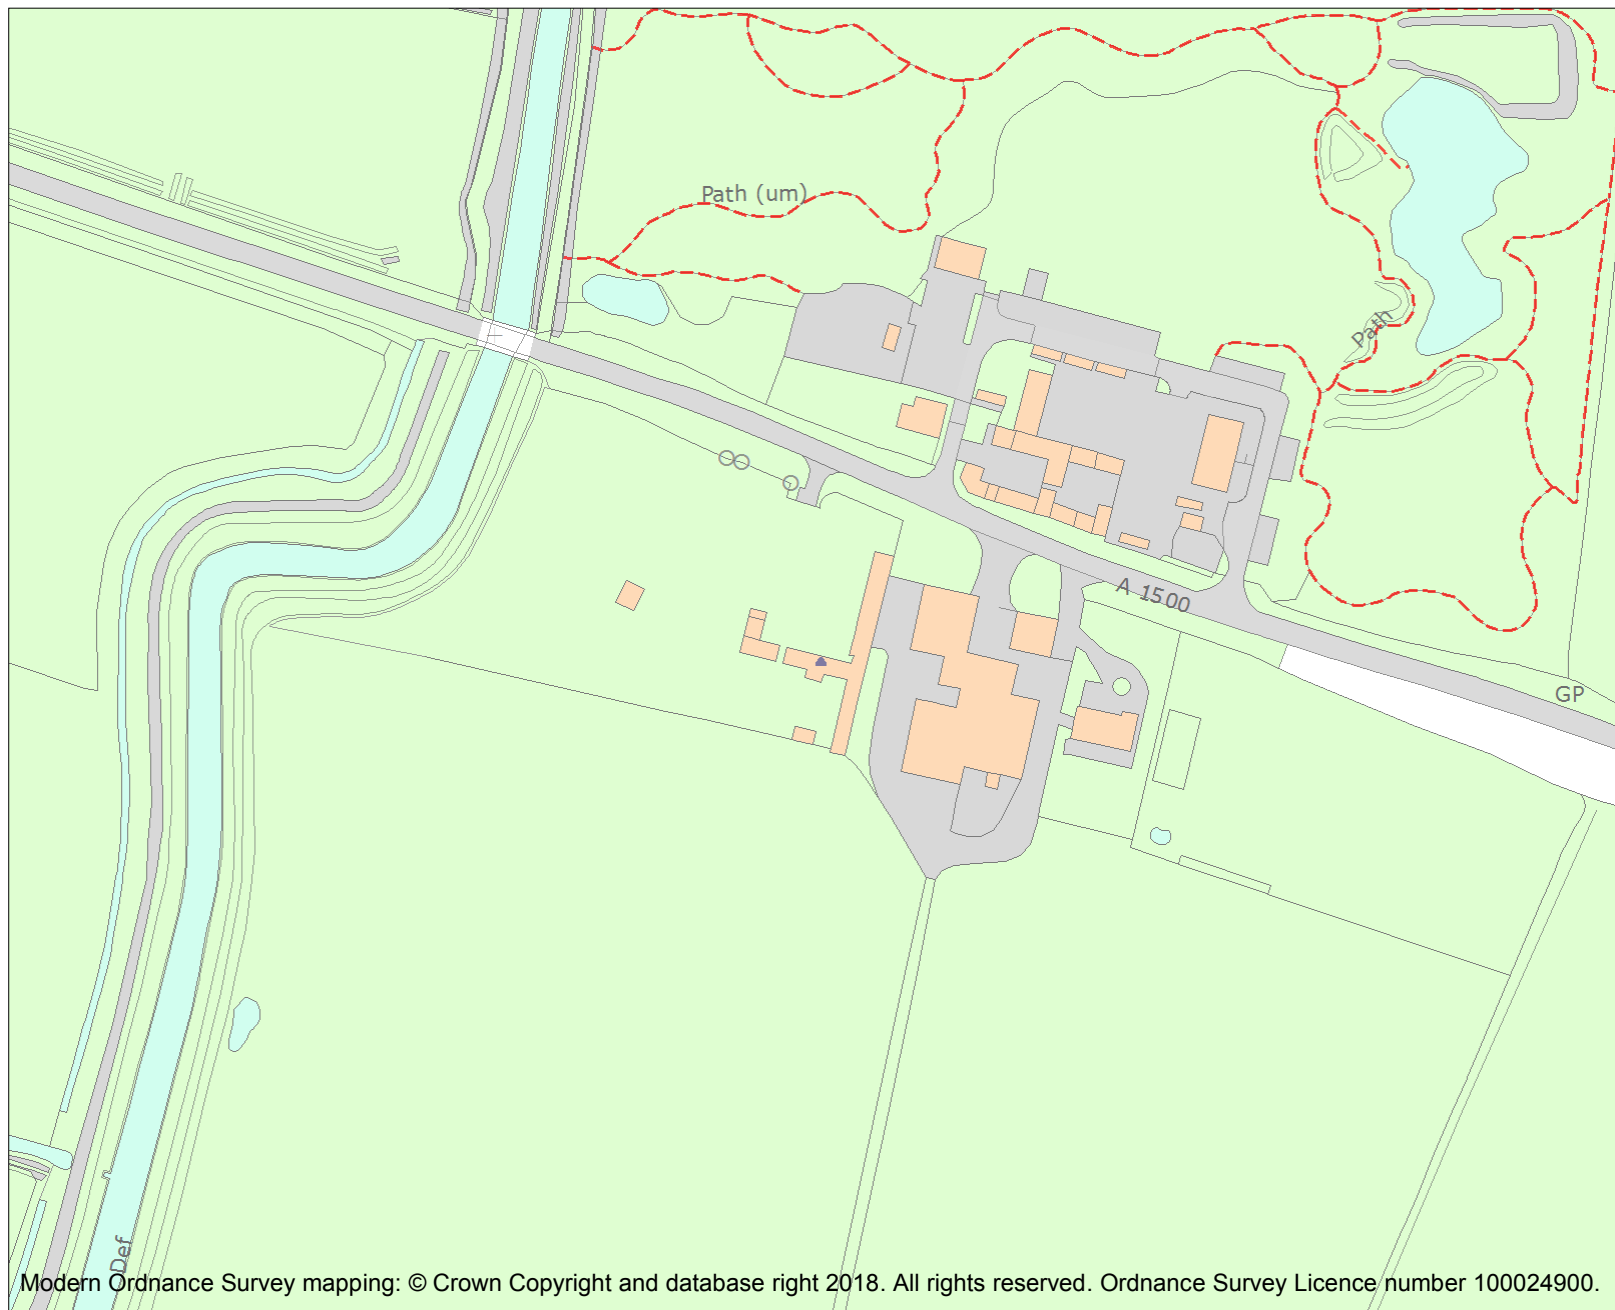 Path (um)
Path
A 1500
GP
Def
Modern Ordnance Survey mapping: © Crown Copyright and database right 2018. All rights reserved. Ordnance Survey Licence number 100024900.